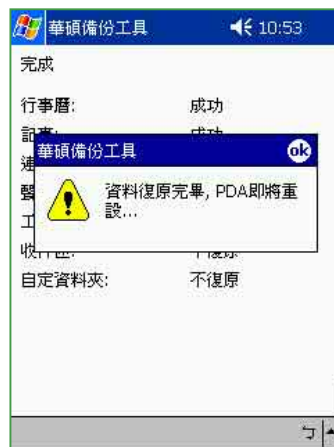 華碩備份工具 10:53
完成
行事曆: 成功
華碩備份工具 ok
資料復原完畢, PDA即將重
設...
自定資料夾: 不復原
ㄅ